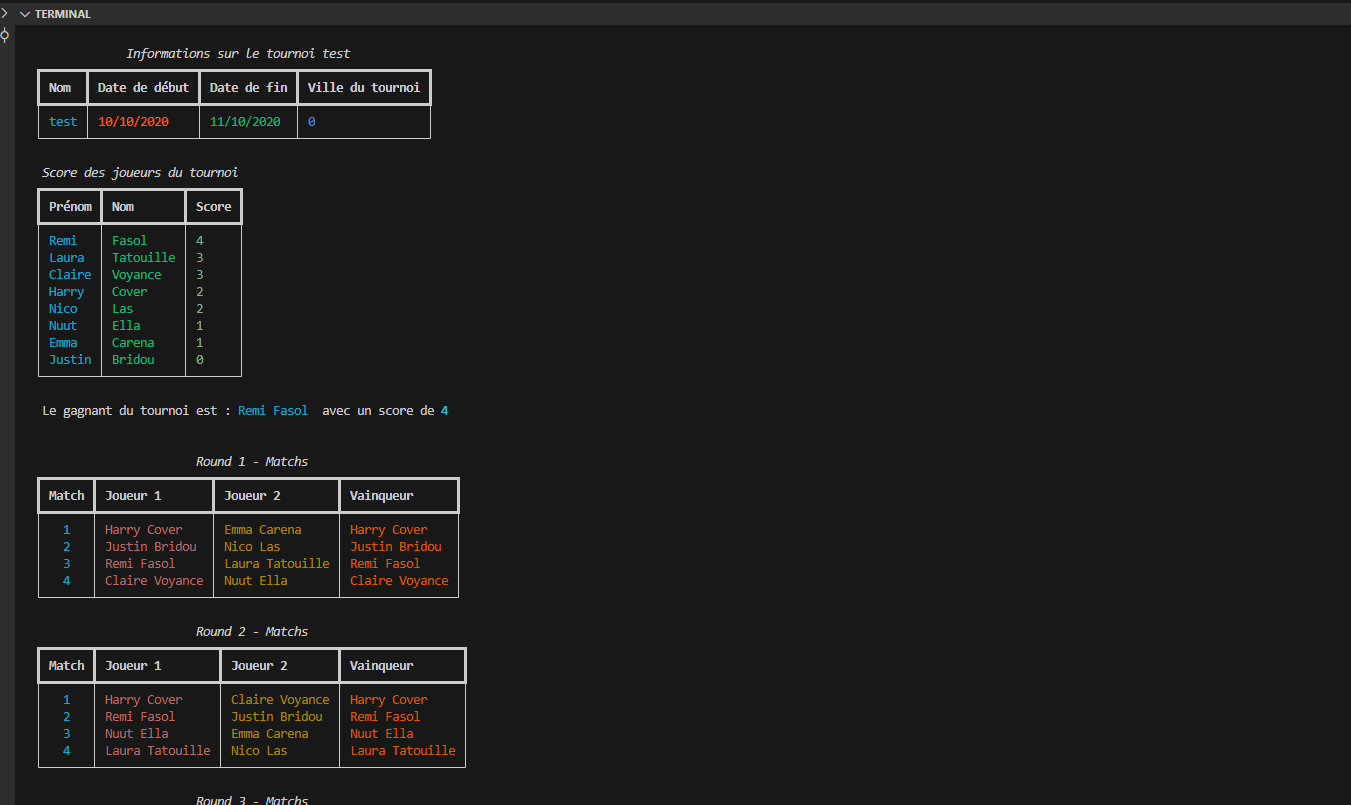 TERMINAL
Informations sur le tournoi test
Nom Date de début Date de fin Ville du tournoi
test 10/10/2020 11/10/2020 0
Score des joueurs du tournoi
Prénom Nom Score
Remi Fasol 4
Laura Tatouille 3
Claire Voyance 3
Harry Cover 2
Nico Las 2
Nuut Ella 1
Emma Carena 1
Justin Bridou 0
Le gagnant du tournoi est : Remi Fasol avec un score de 4
Round 1 - Matchs
Match Joueur 1 Joueur 2 Vainqueur
1 Harry Cover Emma Carena Harry Cover
2 Justin Bridou Nico Las Justin Bridou
3 Remi Fasol Laura Tatouille Remi Fasol
4 Claire Voyance Nuut Ella Claire Voyance
Round 2 - Matchs
Match Joueur 1 Joueur 2 Vainqueur
1 Harry Cover Claire Voyance Harry Cover
2 Remi Fasol Justin Bridou Remi Fasol
3 Nuut Ella Emma Carena Nuut Ella
4 Laura Tatouille Nico Las Laura Tatouille
Round 3 - Matchs